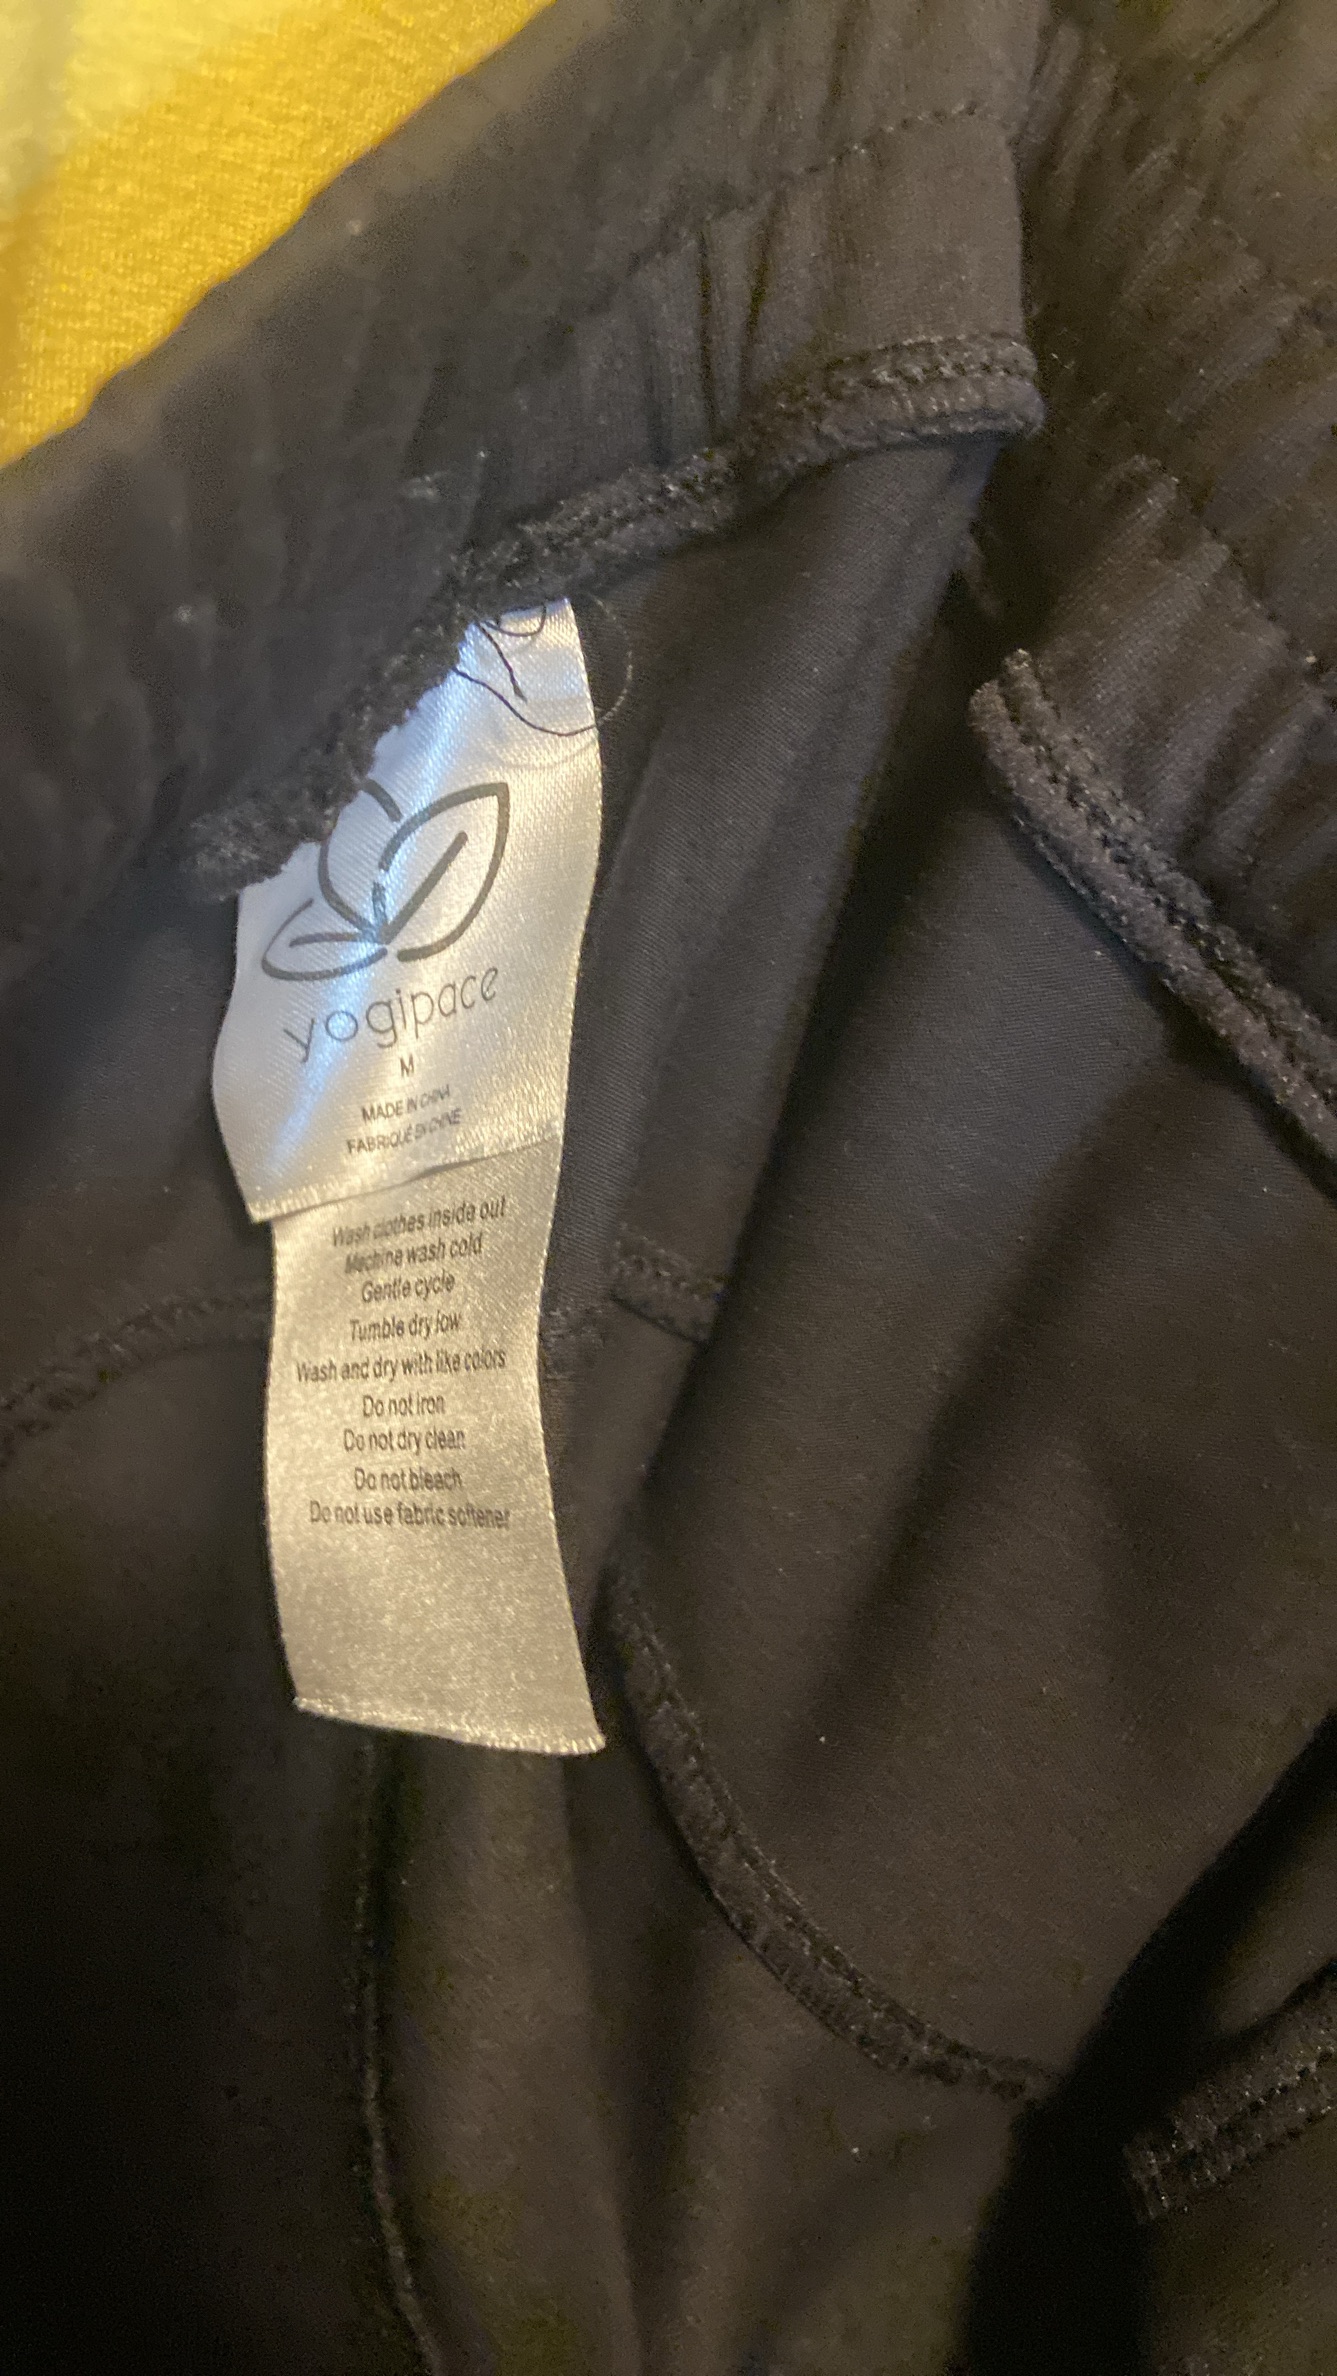 yogipace
M
MADE IN CHINA
FABRIQUÉ EN CHINE
Wash clothes inside out
Machine wash cold
Gentle cycle
Tumble dry low
Wash and dry with like colors
Do not iron
Do not dry clean
Do not bleach
Do not use fabric softener